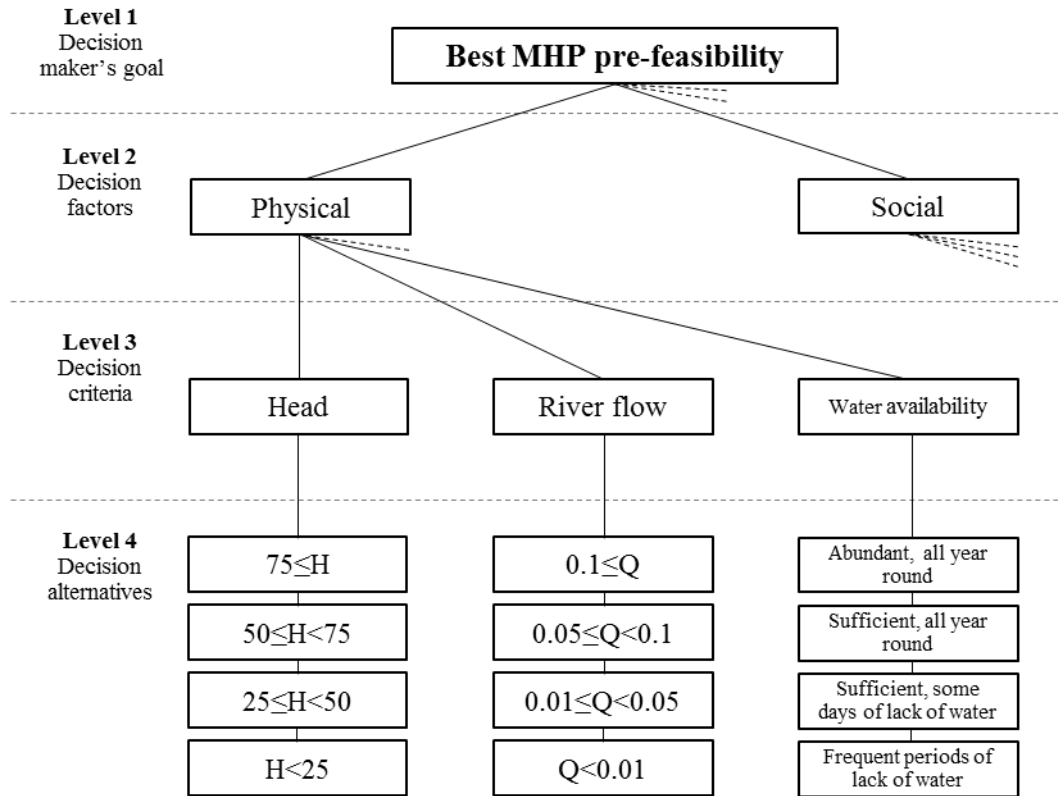 Level 1
Decision
maker's goal
Best MHP pre-feasibility
Level 2
Decision
factors
Physical
Social
Level 3
Decision
criteria
Head
River flow
Water availability
Level 4
Decision
alternatives
75≤H
0.1≤Q
Abundant, all year
round
50≤H<75
0.05≤Q<0.1
Sufficient, all year
round
25≤H<50
0.01≤Q<0.05
Sufficient, some
days of lack of water
H<25
Q<0.01
Frequent periods of
lack of water